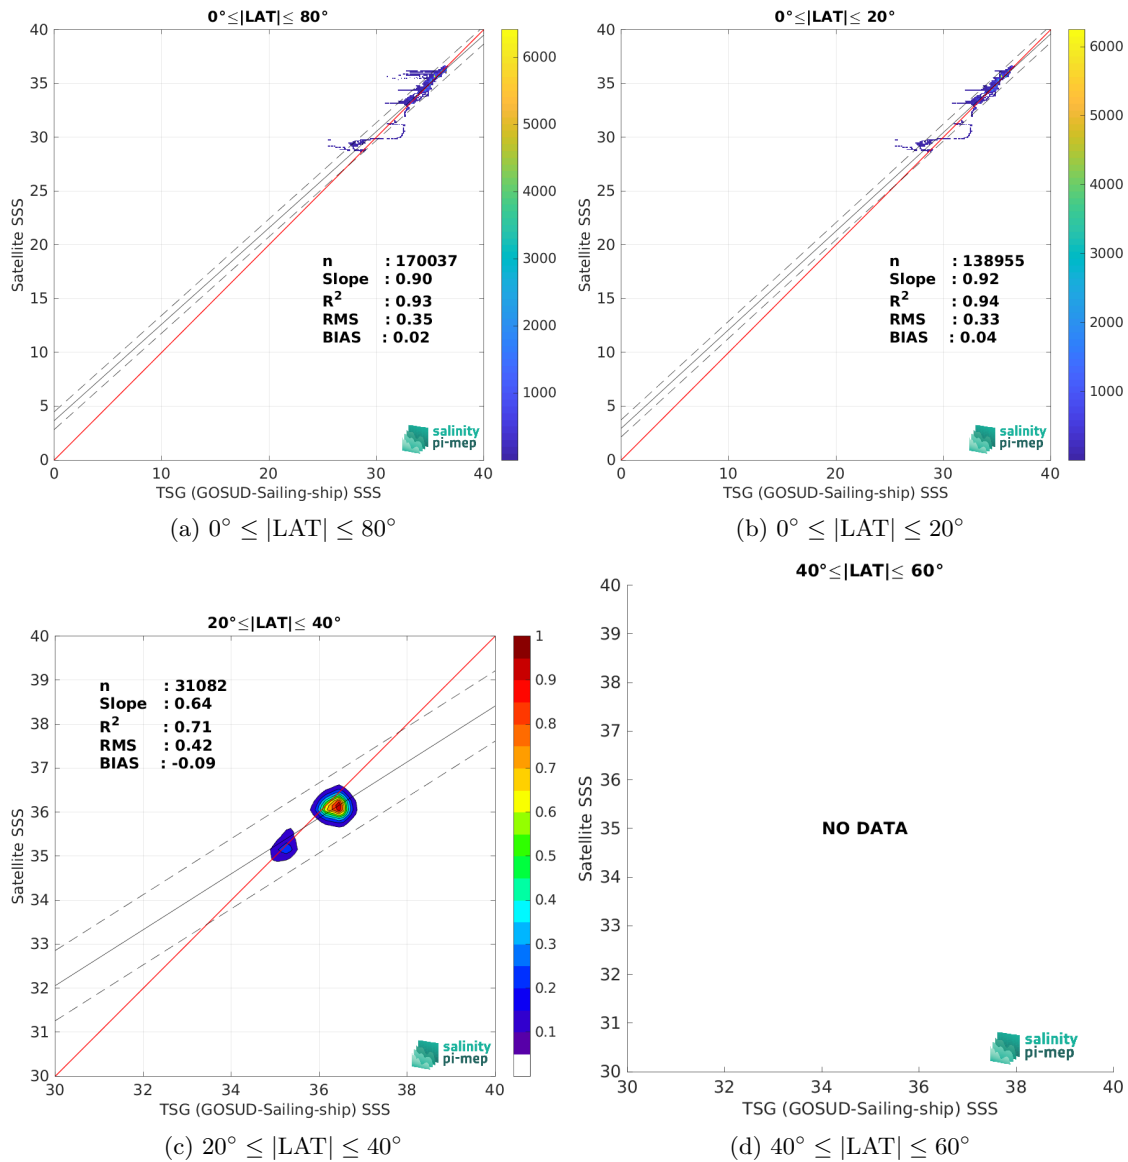 0°≤|LAT|≤ 80°
40
35
30
25
20
15
10
5
0
0
10
20
30
40
Satellite SSS
TSG (GOSUD-Sailing-ship) SSS
n : 170037
Slope : 0.90
R² : 0.93
RMS : 0.35
BIAS : 0.02
salinity
pi-mep
6000
5000
4000
3000
2000
1000
(a) 0° ≤ |LAT| ≤ 80°
0°≤|LAT|≤ 20°
40
35
30
25
20
15
10
5
0
0
10
20
30
40
Satellite SSS
TSG (GOSUD-Sailing-ship) SSS
n : 138955
Slope : 0.92
R² : 0.94
RMS : 0.33
BIAS : 0.04
salinity
pi-mep
6000
5000
4000
3000
2000
1000
(b) 0° ≤ |LAT| ≤ 20°
20°≤|LAT|≤ 40°
40
39
38
37
36
35
34
33
32
31
30
30
32
34
36
38
40
Satellite SSS
TSG (GOSUD-Sailing-ship) SSS
n : 31082
Slope : 0.64
R² : 0.71
RMS : 0.42
BIAS : -0.09
salinity
pi-mep
1
0.9
0.8
0.7
0.6
0.5
0.4
0.3
0.2
0.1
(c) 20° ≤ |LAT| ≤ 40°
40°≤|LAT|≤ 60°
40
39
38
37
36
35
34
33
32
31
30
30
32
34
36
38
40
Satellite SSS
TSG (GOSUD-Sailing-ship) SSS
NO DATA
salinity
pi-mep
(d) 40° ≤ |LAT| ≤ 60°